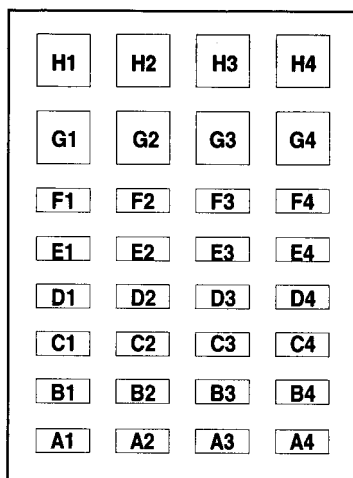 H1 H2 H3 H4
G1 G2 G3 G4
F1 F2 F3 F4
E1 E2 E3 E4
D1 D2 D3 D4
C1 C2 C3 C4
B1 B2 B3 B4
A1 A2 A3 A4